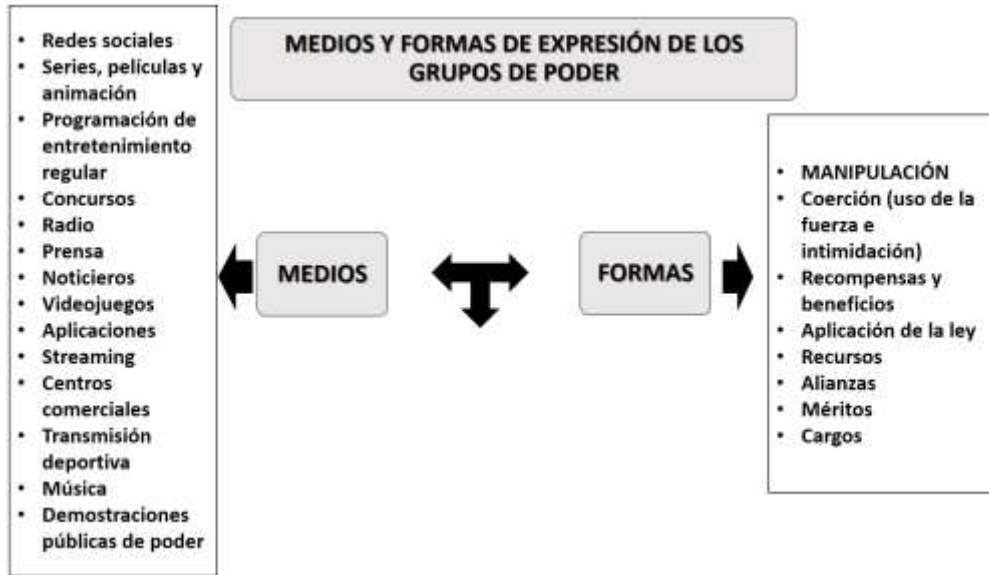 MEDIOS Y FORMAS DE EXPRESIÓN DE LOS
GRUPOS DE PODER
• Redes sociales
• Series, películas y
animación
• Programación de
entretenimiento
regular
• Concursos
• Radio
• Prensa
• Noticieros
• Videojuegos
• Aplicaciones
• Streaming
• Centros
comerciales
• Transmisión
deportiva
• Música
• Demostraciones
públicas de poder
MEDIOS
FORMAS
• MANIPULACIÓN
• Coerción (uso de la
fuerza e
intimidación)
• Recompensas y
beneficios
• Aplicación de la ley
• Recursos
• Alianzas
• Méritos
• Cargos